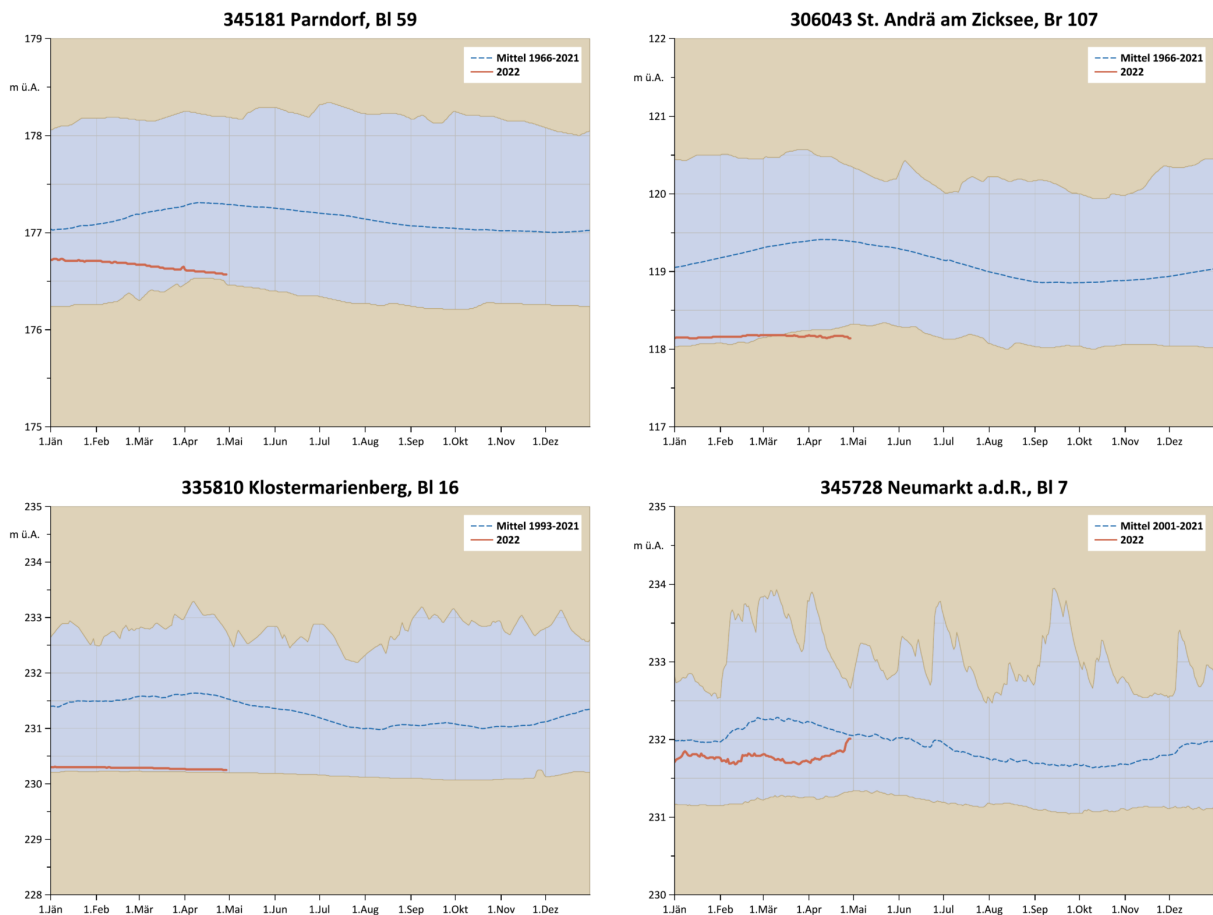 345181 Parndorf, Bl 59
179
m ü.A.
178
177
176
175
1.Jän 1.Feb 1.Mär 1.Apr 1.Mai 1.Jun 1.Jul 1.Aug 1.Sep 1.Okt 1.Nov 1.Dez
Mittel 1966-2021
2022
306043 St. Andrä am Zicksee, Br 107
122
m ü.A.
121
120
119
118
117
1.Jän 1.Feb 1.Mär 1.Apr 1.Mai 1.Jun 1.Jul 1.Aug 1.Sep 1.Okt 1.Nov 1.Dez
Mittel 1966-2021
2022
335810 Klostermarienberg, Bl 16
235
m ü.A.
234
233
232
231
230
229
228
1.Jän 1.Feb 1.Mär 1.Apr 1.Mai 1.Jun 1.Jul 1.Aug 1.Sep 1.Okt 1.Nov 1.Dez
Mittel 1993-2021
2022
345728 Neumarkt a.d.R., Bl 7
235
m ü.A.
234
233
232
231
230
1.Jän 1.Feb 1.Mär 1.Apr 1.Mai 1.Jun 1.Jul 1.Aug 1.Sep 1.Okt 1.Nov 1.Dez
Mittel 2001-2021
2022